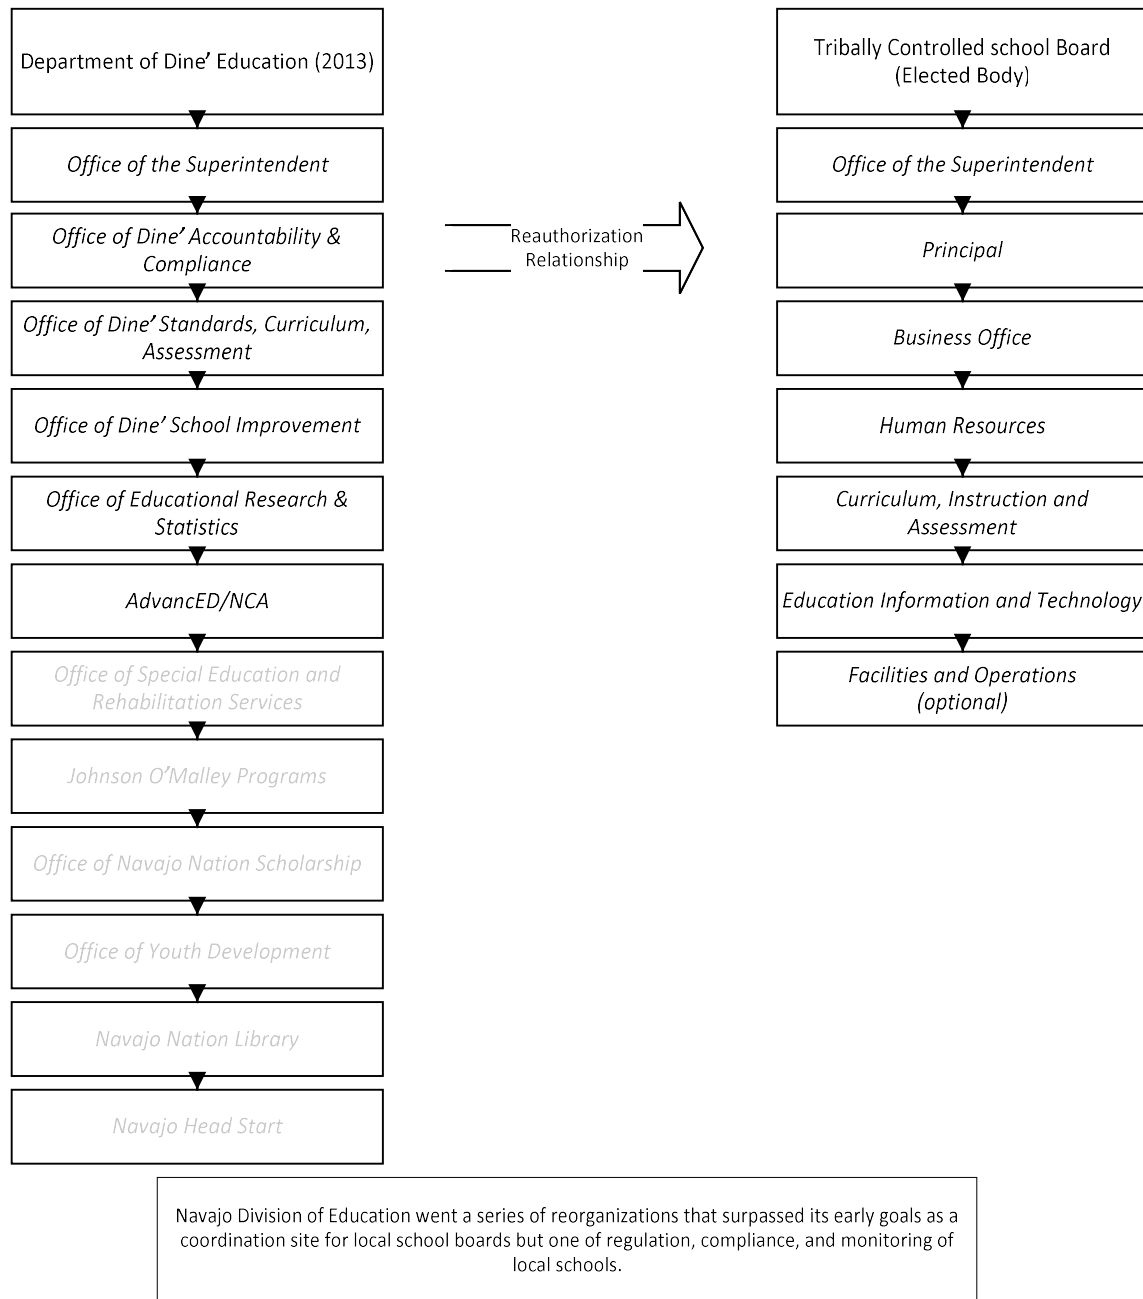 Department of Dine’ Education (2013)
Office of the Superintendent
Office of Dine’ Accountability &
Compliance
Office of Dine’ Standards, Curriculum,
Assessment
Office of Dine’ School Improvement
Office of Educational Research &
Statistics
AdvancED/NCA
Office of Special Education and
Rehabilitation Services
Johnson O’Malley Programs
Office of Navajo Nation Scholarship
Office of Youth Development
Navajo Nation Library
Navajo Head Start
Reauthorization
Relationship
Tribally Controlled school Board
(Elected Body)
Office of the Superintendent
Principal
Business Office
Human Resources
Curriculum, Instruction and
Assessment
Education Information and Technology
Facilities and Operations
(optional)
Navajo Division of Education went a series of reorganizations that surpassed its early goals as a
coordination site for local school boards but one of regulation, compliance, and monitoring of
local schools.